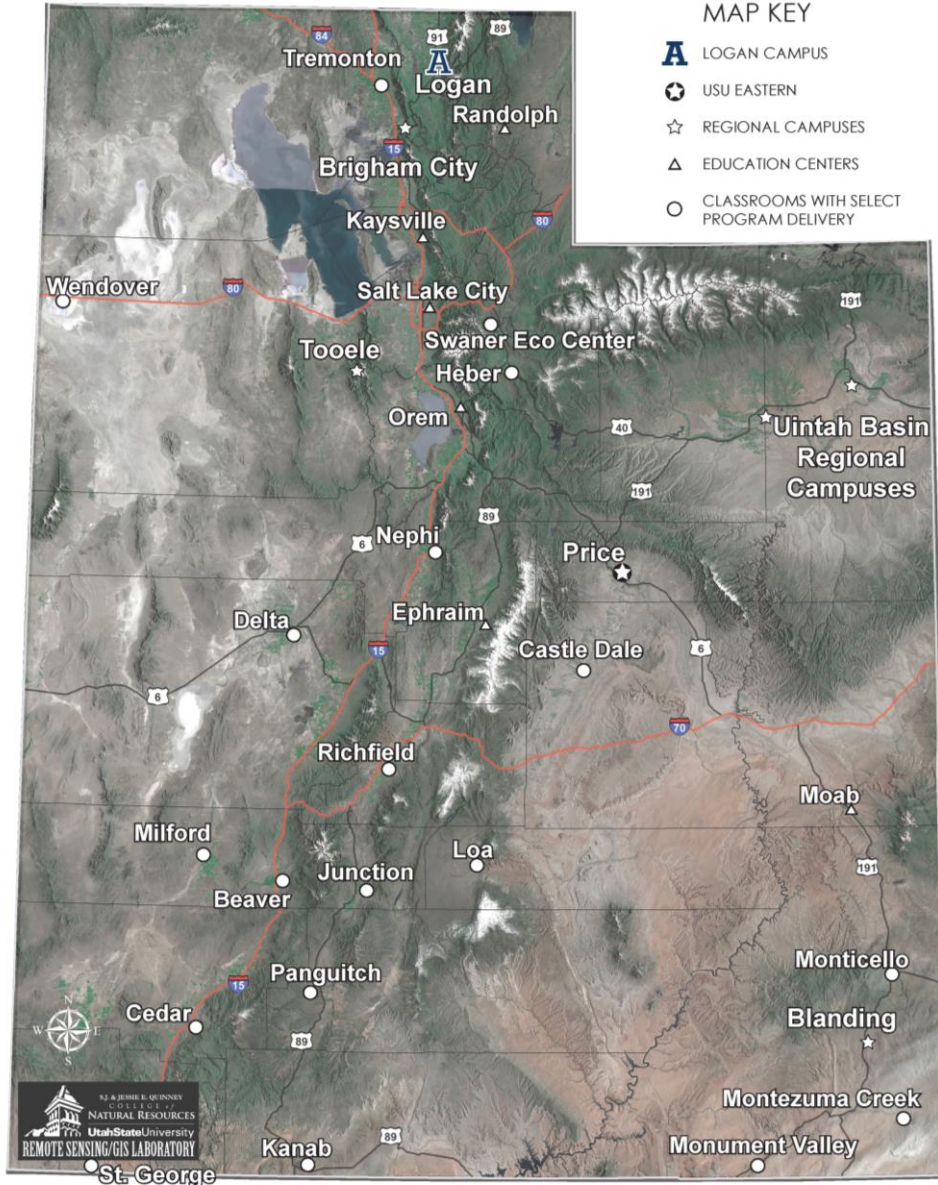 MAP KEY
A LOGAN CAMPUS
USU EASTERN
REGIONAL CAMPUSES
EDUCATION CENTERS
CLASSROOMS WITH SELECT
PROGRAM DELIVERY
84
91
89
Tremonton
A
Logan
Randolph
15
Brigham City
80
Kaysville
Wendover
80
Salt Lake City
191
Swaner Eco Center
Tooele
Heber
Orem
40
Uintah Basin
Regional
Campuses
191
89
6
Nephi
Price
Ephraim
Delta
15
Castle Dale
6
6
70
Richfield
Moab
Milford
Loa
Junction
191
Beaver
Monticello
Panguitch
15
Cedar
Blanding
89
N
W E
S
S.J. & JESSIE E. QUINNEY
COLLEGE of
NATURAL RESOURCES
UtahStateUniversity
REMOTE SENSING/GIS LABORATORY
Montezuma Creek
Kanab
89
Monument Valley
St. George